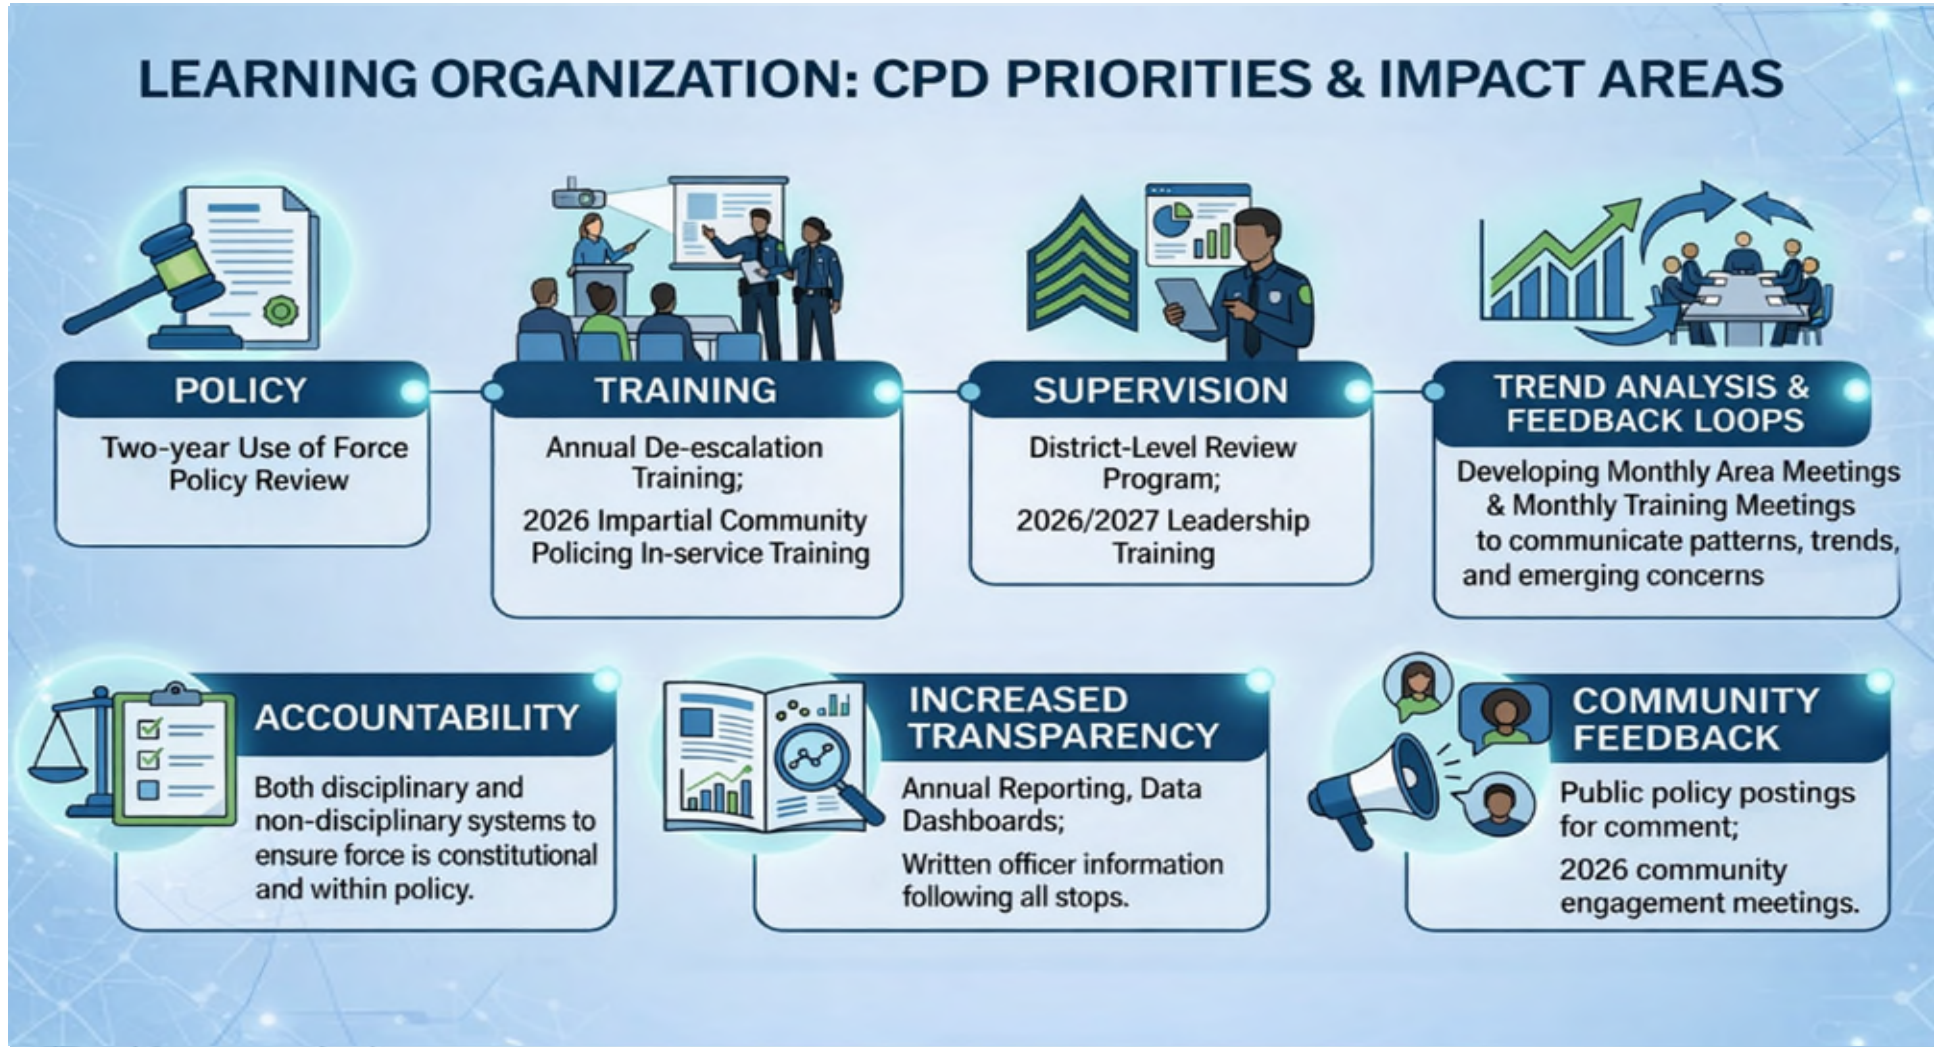 LEARNING ORGANIZATION: CPD PRIORITIES & IMPACT AREAS
POLICY
Two-year Use of Force
Policy Review
TRAINING
Annual De-escalation
Training;
2026 Impartial Community
Policing In-service Training
SUPERVISION
District-Level Review
Program;
2026/2027 Leadership
Training
TREND ANALYSIS &
FEEDBACK LOOPS
Developing Monthly Area Meetings
& Monthly Training Meetings
to communicate patterns, trends,
and emerging concerns
ACCOUNTABILITY
Both disciplinary and
non-disciplinary systems to
ensure force is constitutional
and within policy.
INCREASED
TRANSPARENCY
Annual Reporting, Data
Dashboards;
Written officer information
following all stops.
COMMUNITY
FEEDBACK
Public policy postings
for comment;
2026 community
engagement meetings.